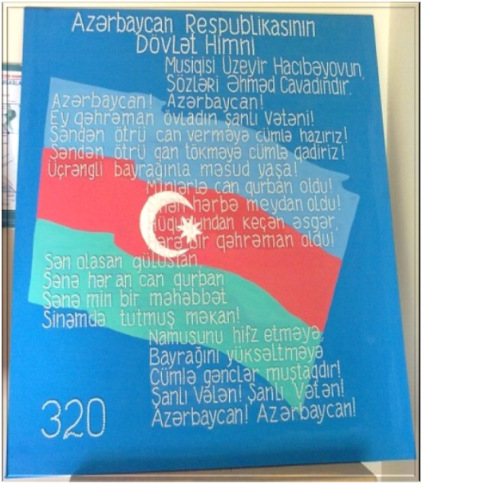 Azərbaycan Respublikasının
Dövlət Himni
Musiqisi Üzeyir Hacıbəyovun,
Sözləri Əhməd Cavadındır.
Azərbaycan! Azərbaycan!
Ey qəhrəman övladın şanlı Vətəni!
Səndən ötrü can verməyə cümlə hazırız!
Səndən ötrü qan tökməyə cümlə qadiriz!
Üçrəngli bayrağınla məsud yaşa!
Minlərlə can qurban oldu!
hərbə meydan oldu!
keçən əsgər,
bir qəhrəman oldu!
Sən olasan gülüstan,
Sənə hər an can qurban
Sənə min bir məhəbbət
Sinəmdə tutmuş məkan!
Namusunu hifz etməyə,
Bayrağını yüksəltməyə
Cümlə gənclər müştaqdır!
Şanlı Vətən! Şanlı Vətən!
Azərbaycan! Azərbaycan!
320